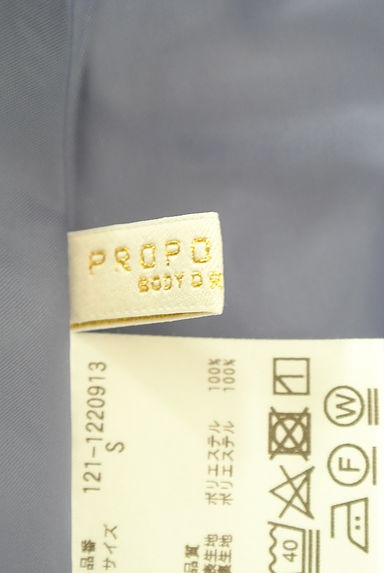 PROPO
BODY D
品番 121-1220913
サイズ S
品質
表生地 ポリエステル 100%
裏生地 ポリエステル 100%
40
F
W